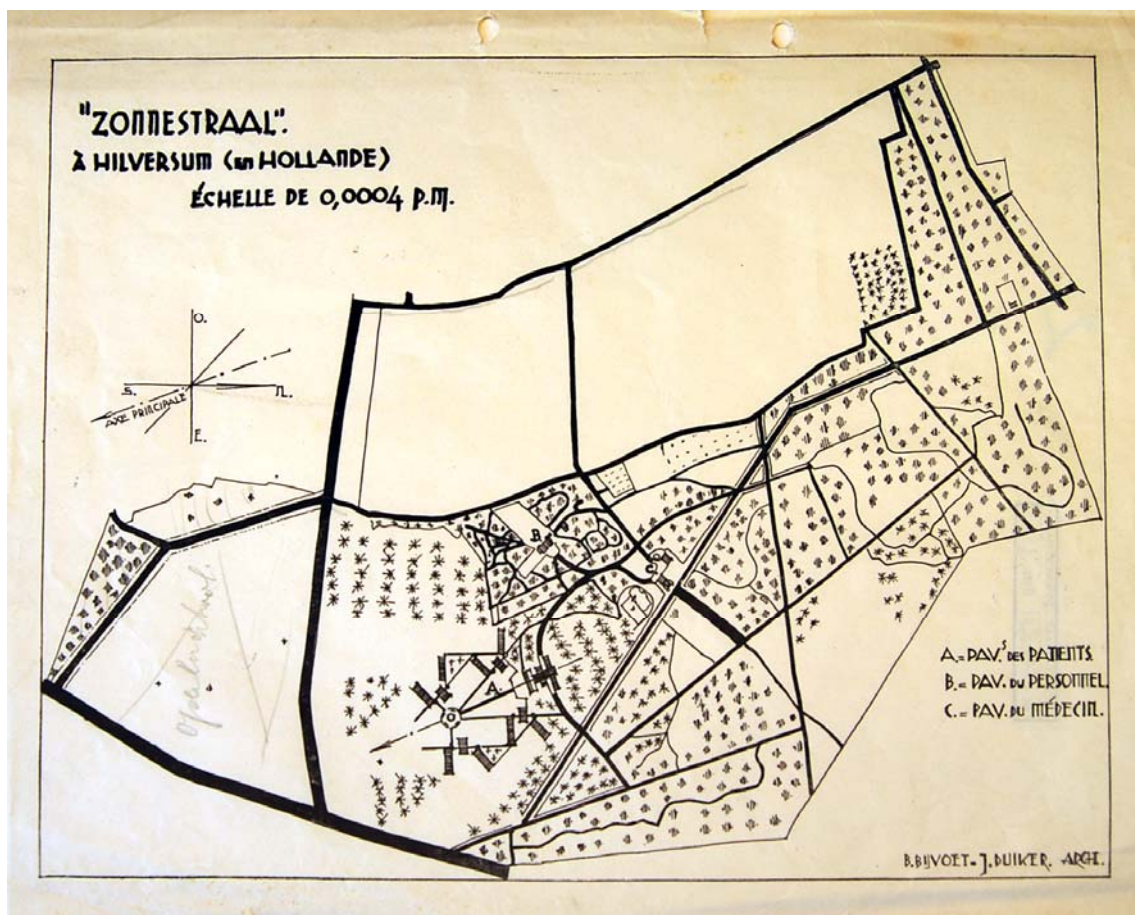 "ZONNESTRAAL".
À HILVERSUM (EN HOLLANDE)
ÉCHELLE DE 0,0004 P.M.
O.
S.
N.
AXE PRINCIPALE
E.
B.
C.
A.
A.= PAV.S DES PATIENTS.
B.= PAV. DU PERSONNEL.
C.= PAV. DU MÉDECIN.
B. BIJVOET - J. DUIKER. ARCHI.